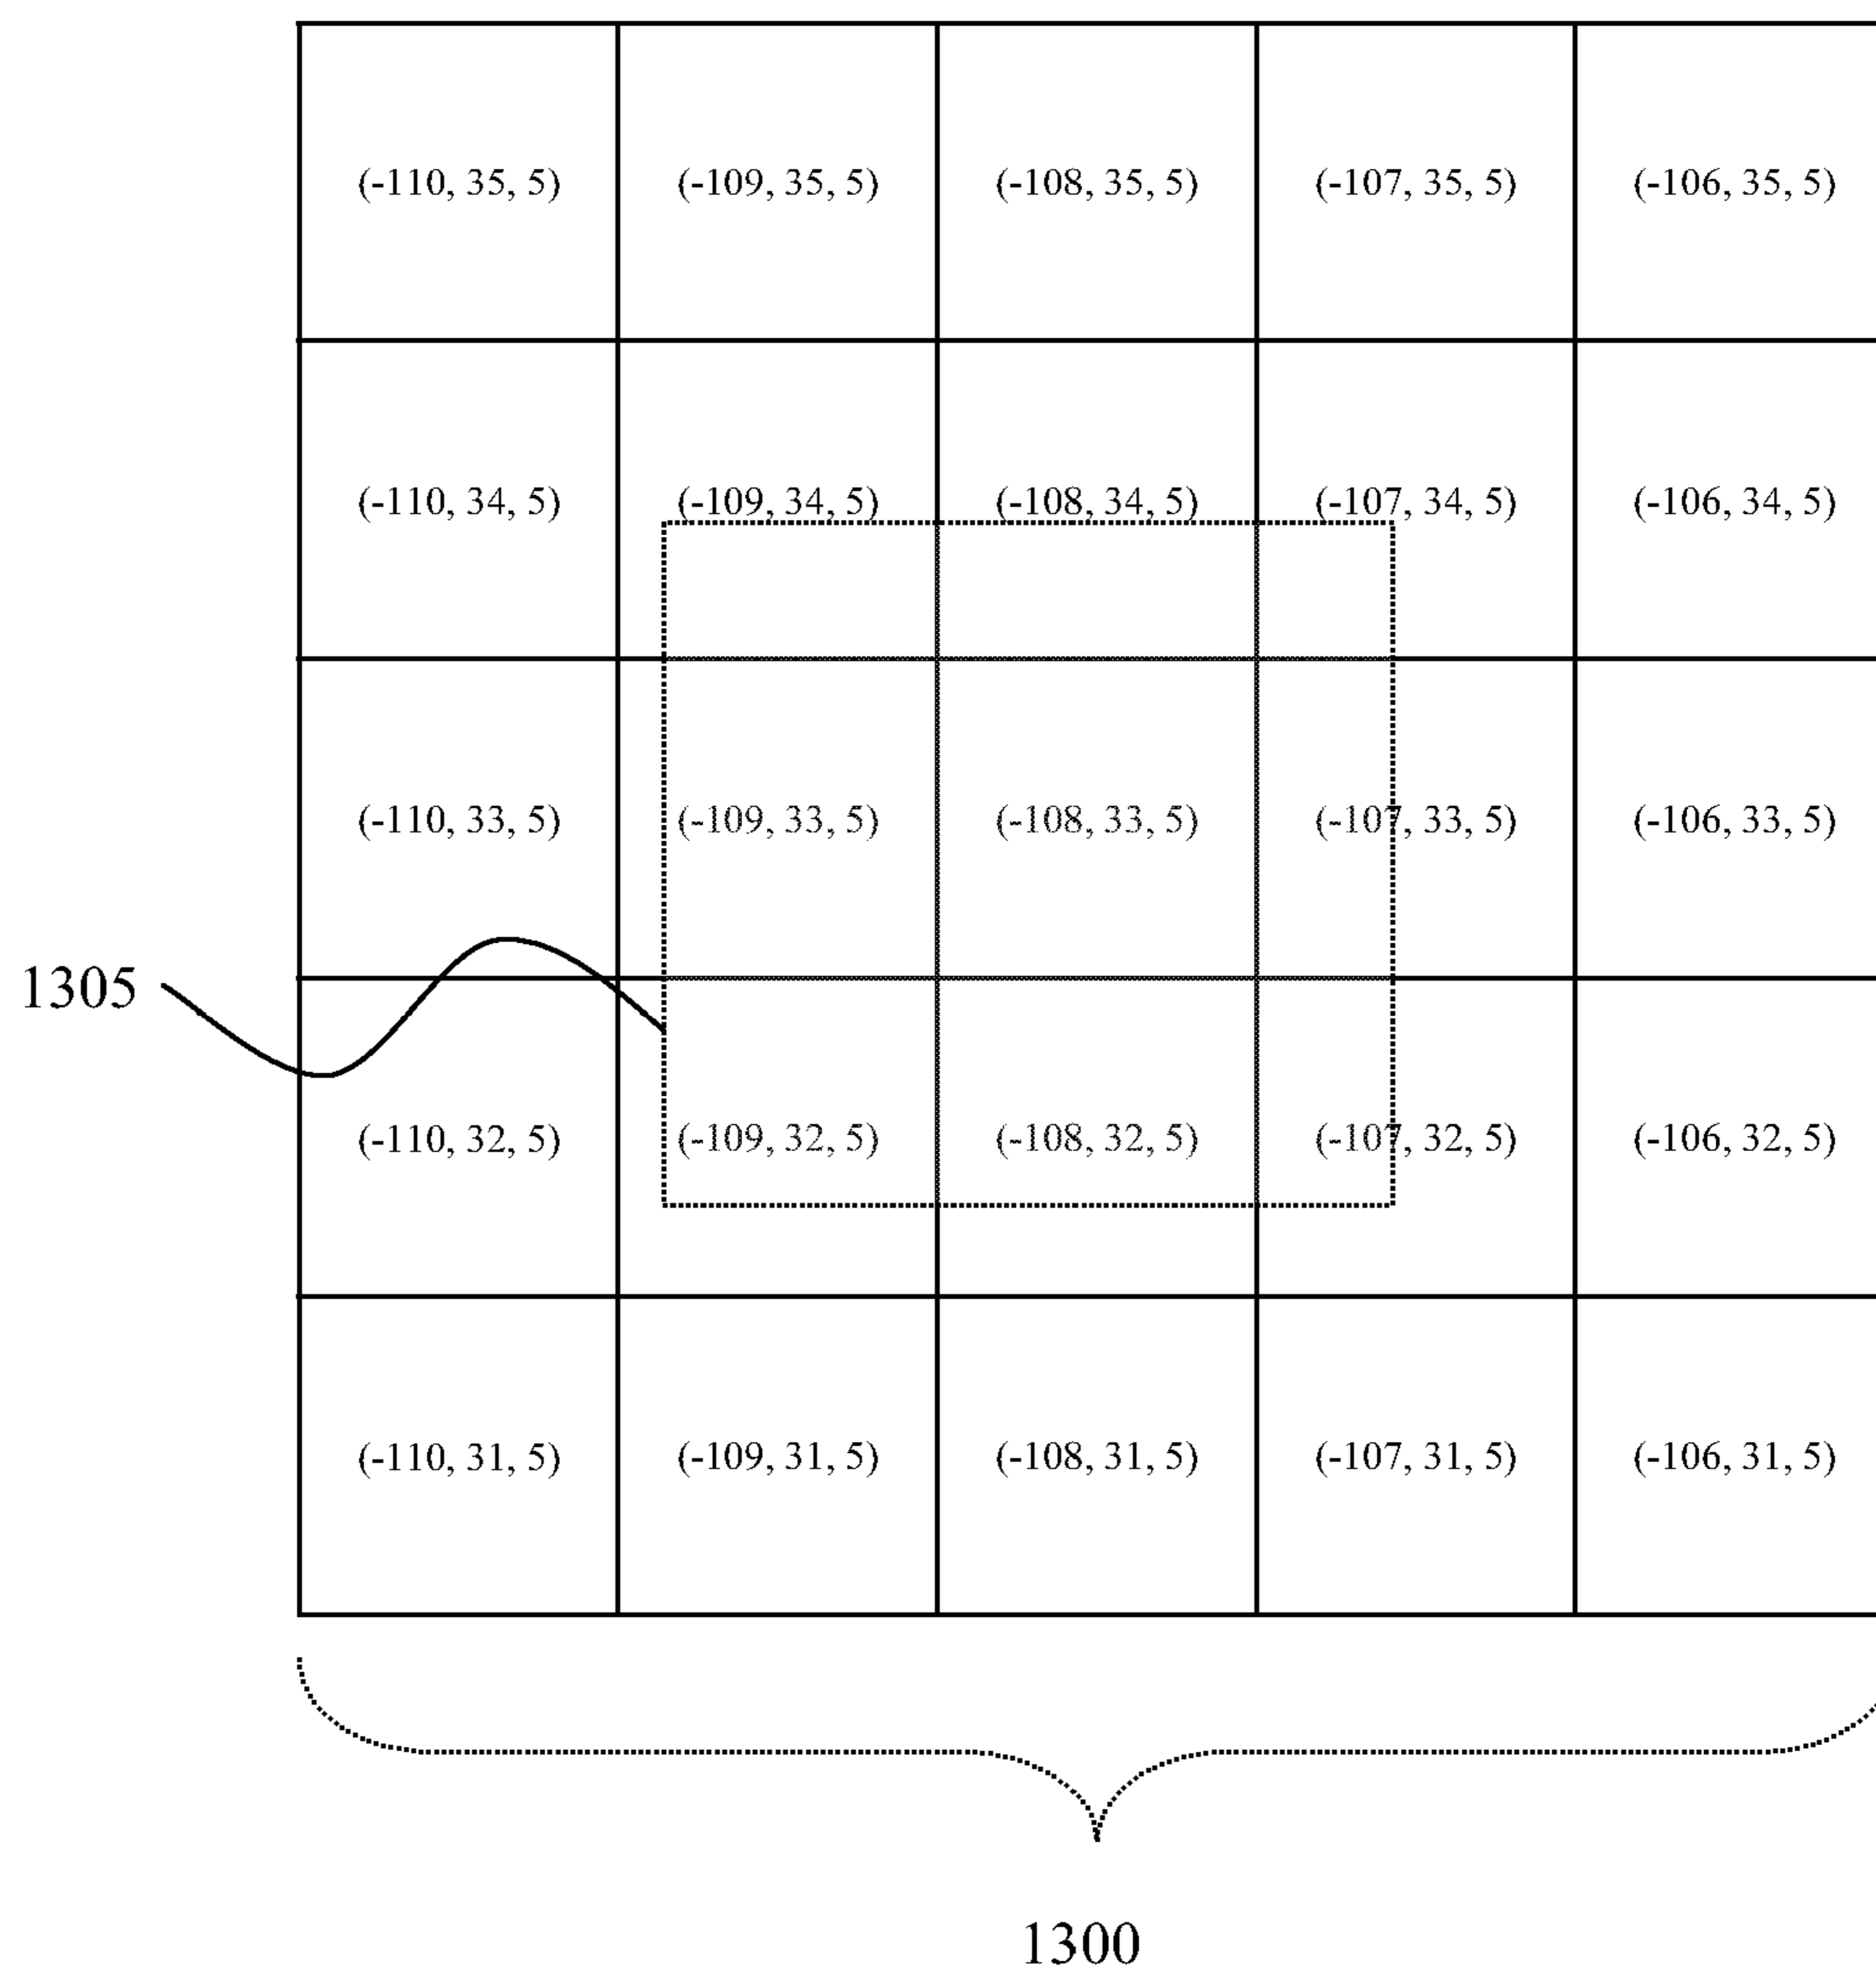 (-110, 35, 5) (-109, 35, 5) (-108, 35, 5) (-107, 35, 5) (-106, 35, 5)
(-110, 34, 5) (-109, 34, 5) (-108, 34, 5) (-107, 34, 5) (-106, 34, 5)
(-110, 33, 5) (-109, 33, 5) (-108, 33, 5) (-107, 33, 5) (-106, 33, 5)
1305
(-110, 32, 5) (-109, 32, 5) (-108, 32, 5) (-107, 32, 5) (-106, 32, 5)
(-110, 31, 5) (-109, 31, 5) (-108, 31, 5) (-107, 31, 5) (-106, 31, 5)
1300